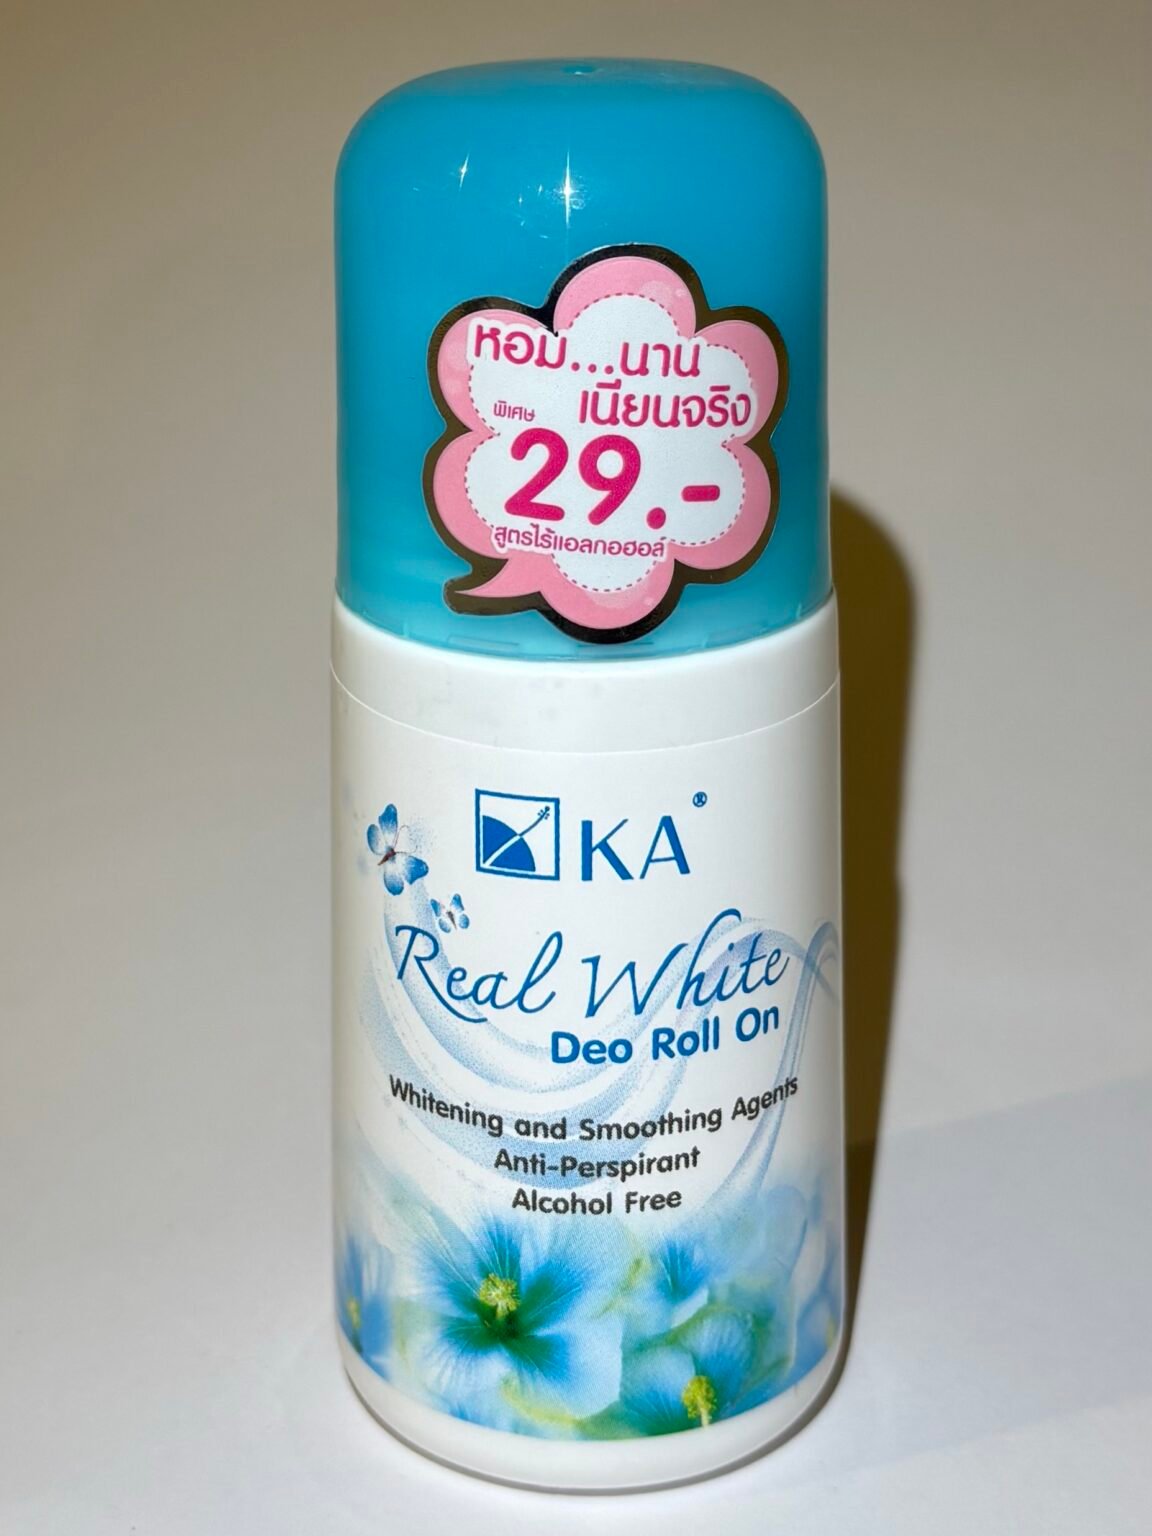 หอม...นาน
เนียนจริง
พิเศษ
29.-
สูตรไร้แอลกอฮอล์
KA®
Real White
Deo Roll On
Whitening and Smoothing Agents
Anti-Perspirant
Alcohol Free